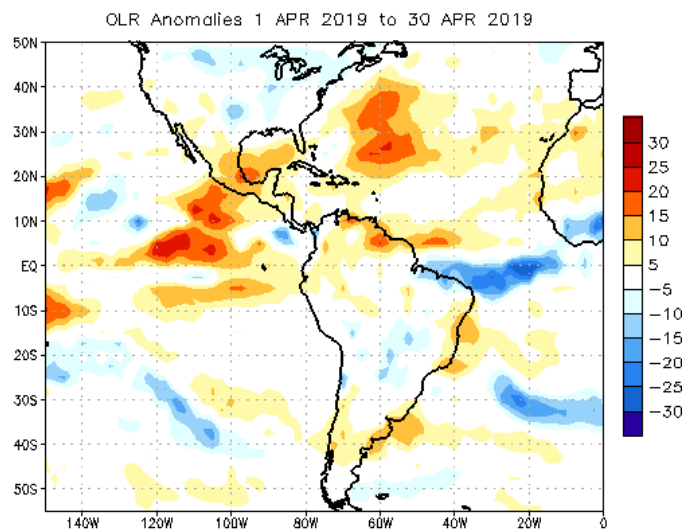 OLR Anomalies 1 APR 2019 to 30 APR 2019
50N
40N
30N
20N
10N
EQ
10S
20S
30S
40S
50S
140W 120W 100W 80W 60W 40W 20W 0
30
25
20
15
10
5
−5
−10
−15
−20
−25
−30